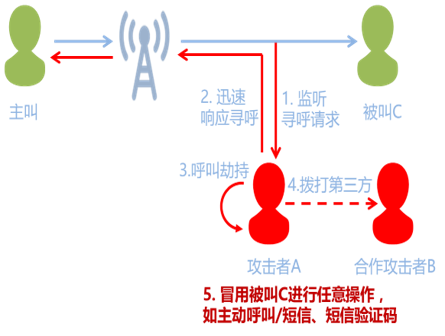 主叫
被叫C
2. 迅速
响应寻呼
1. 监听
寻呼请求
3.呼叫劫持
4.拨打第三方
攻击者A
合作攻击者B
5. 冒用被叫C进行任意操作，
如主动呼叫/短信、短信验证码